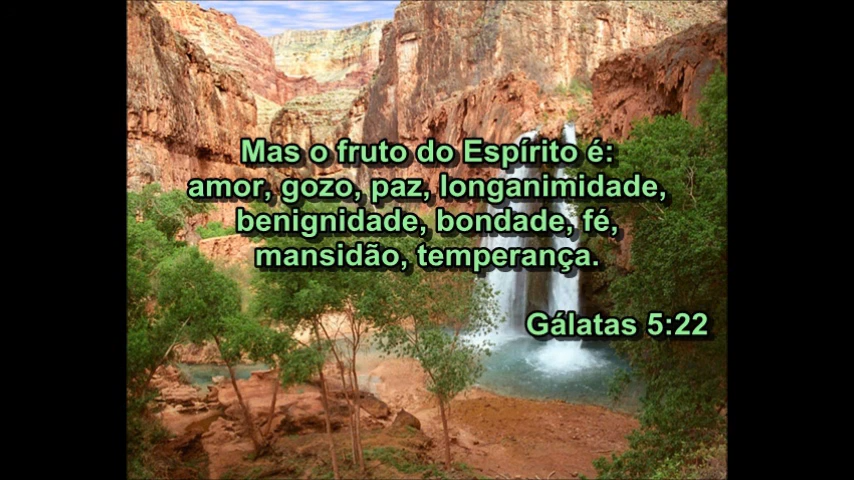 Mas o fruto do Espírito é:
amor, gozo, paz, longanimidade,
benignidade, bondade, fé,
mansidão, temperança.
Gálatas 5:22